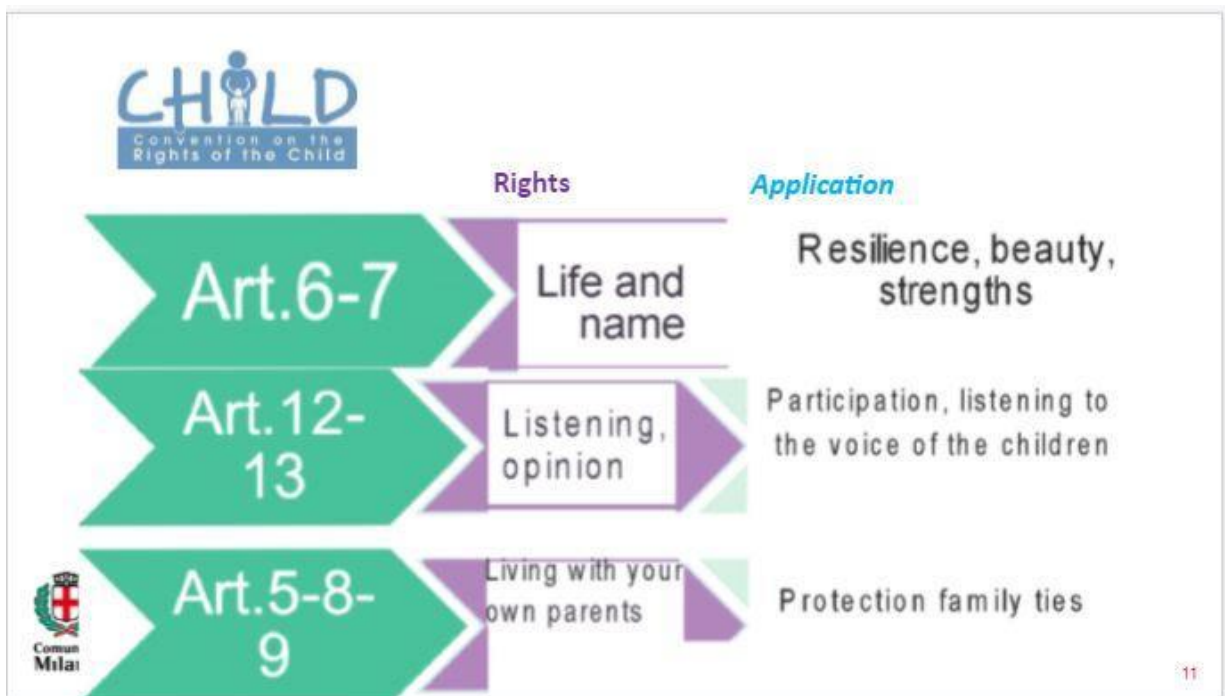 CHILD
Convention on the
Rights of the Child
Rights
Application
Art.6-7
Life and
name
Resilience, beauty,
strengths
Art.12-
13
Listening,
opinion
Participation, listening to
the voice of the children
Art.5-8-
9
Living with your
own parents
Protection family ties
Comun
Mila
11